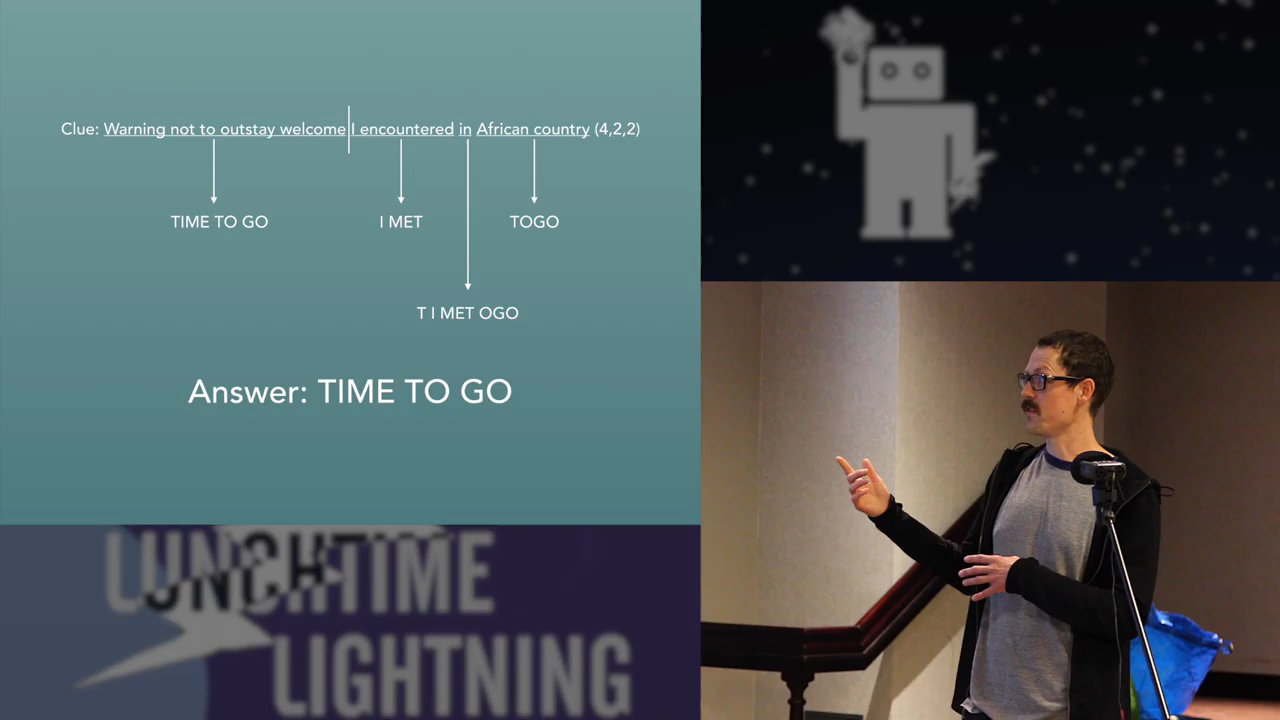 Clue: Warning not to outstay welcome I encountered in African country (4,2,2)
TIME TO GO
I MET
TOGO
T I MET OGO
Answer: TIME TO GO
LUNCHTIME
LIGHTNING